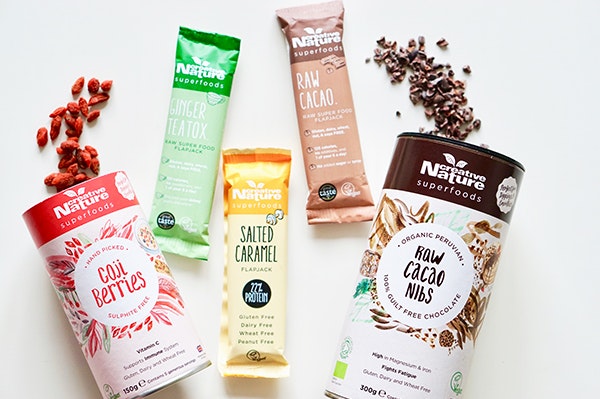 Creative
Nature
superfoods
HAND PICKED
Goji
Berries
SULPHITE FREE
Vitamin C
Supports Immune System
Gluten, Dairy and Wheat Free
150g
Creative
Nature
superfoods
GINGER
TEATOX.
RAW SUPER FOOD
FLAPJACK
great
taste
Creative
Nature
superfoods
SALTED
CARAMEL
FLAPJACK
22%
PROTEIN
Gluten Free
Dairy Free
Wheat Free
Peanut Free
Creative
Nature
superfoods
RAW
CACAO.
RAW SUPER FOOD
FLAPJACK
great
taste
Creative
Nature
superfoods
ORGANIC PERUVIAN
Raw
Cacao
Nibs
100% GUILT FREE CHOCOLATE
High in Magnesium & Iron
Fights Fatigue
Gluten, Dairy and Wheat Free
300g